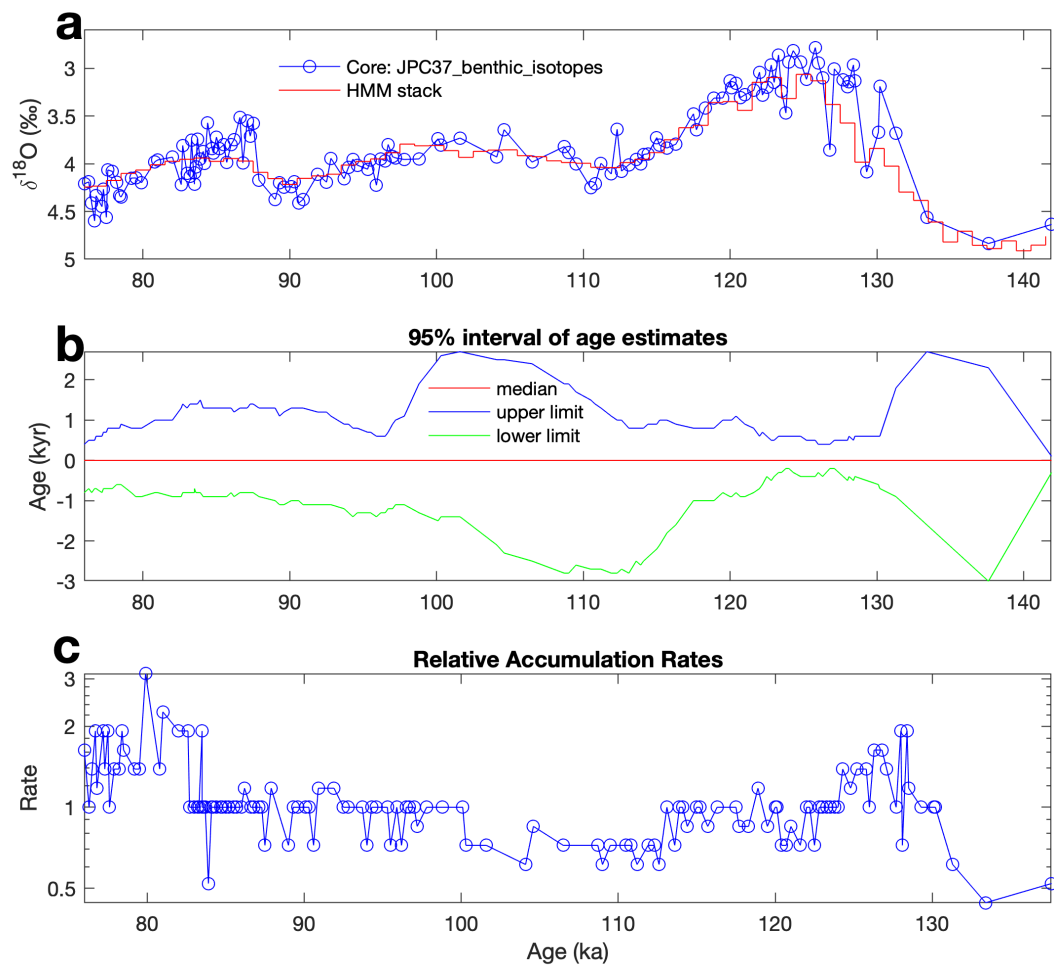 a
3
3.5
4
4.5
5
δ18O (‰)
Core: JPC37_benthic_isotopes
HMM stack
80 90 100 110 120 130 140
b
95% interval of age estimates
2
1
0
-1
-2
-3
Age (kyr)
median
upper limit
lower limit
80 90 100 110 120 130 140
c
Relative Accumulation Rates
3
2
1
0.5
Rate
80 90 100 110 120 130
Age (ka)